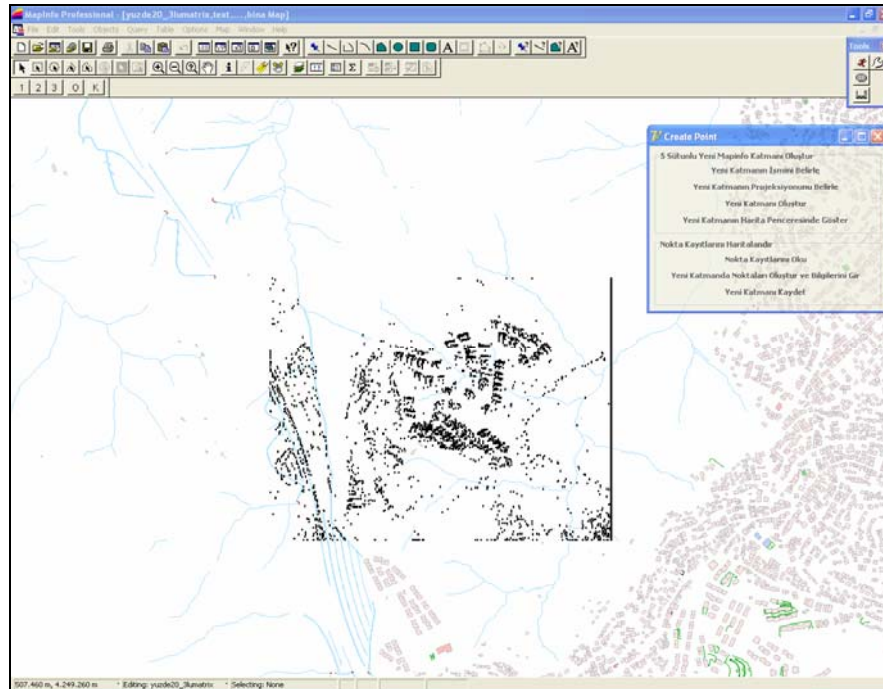 MapInfo Professional - [yuzde20_3lumatrix,test,...,bina Map]
File Edit Tools Objects Query Table Options Map Window Help
1 2 3 O K
Tools
Create Point
5 Sütunlu Yeni Mapinfo Katmanı Oluştur
Yeni Katmanın İsmini Belirle
Yeni Katmanın Projeksiyonunu Belirle
Yeni Katmanı Oluştur
Yeni Katmanın Harita Penceresinde Göster
Nokta Kayıtlarını Haritalandır
Nokta Kayıtlarını Oku
Yeni Katmanda Noktaları Oluştur ve Bilgilerini Gir
Yeni Katmanı Kaydet
507.460 m, 4.249.260 m Editing: yuzde20_3lumatrix Selecting: None